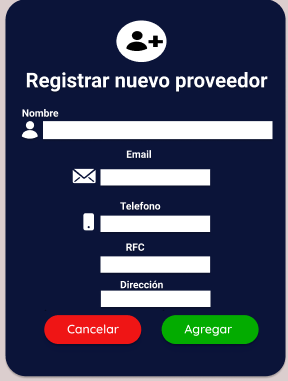 Registrar nuevo proveedor
Nombre
Email
Telefono
RFC
Dirección
Cancelar
Agregar